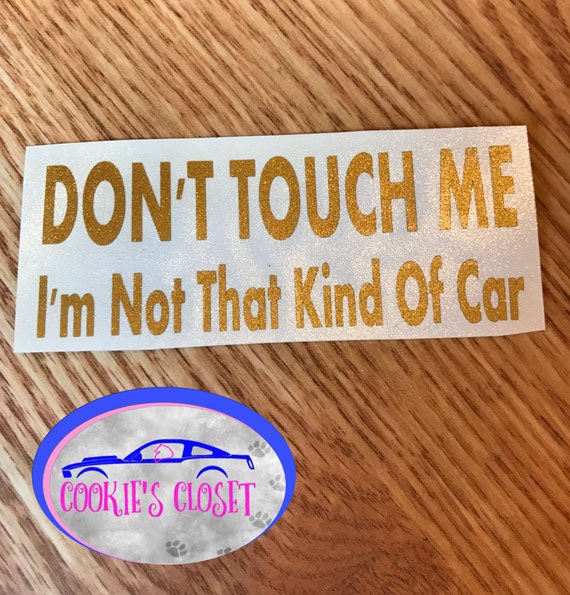 DON'T TOUCH ME
I'm Not That Kind Of Car
COOKIE'S CLOSET